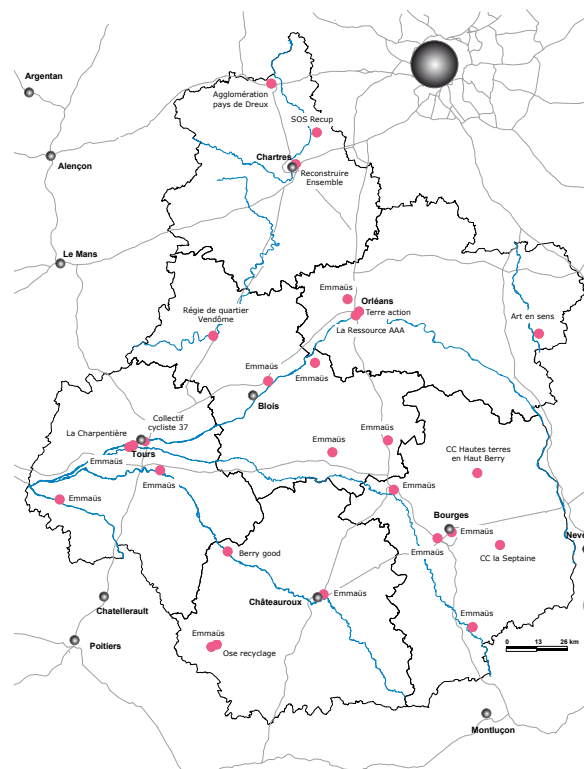 Argentan
Agglomération
pays de Dreux
SOS Recup
Alençon
Chartres
Reconstruire
Ensemble
Le Mans
Emmaüs
Orléans
Régie de quartier
Vendôme
Terre action
La Ressource AAA
Art en sens
Emmaüs
Blois
Collectif
cycliste 37
La Charpentière
Tours
Emmaüs
Emmaüs
Emmaüs
Emmaüs
Emmaüs
CC Hautes terres
en Haut Berry
Emmaüs
Bourges
Emmaüs
Emmaüs
CC la Septaine
Berry good
Châteauroux
Emmaüs
Chatellerault
Emmaüs
Emmaüs
Ose recyclage
Poitiers
0 13 26 km
Montluçon